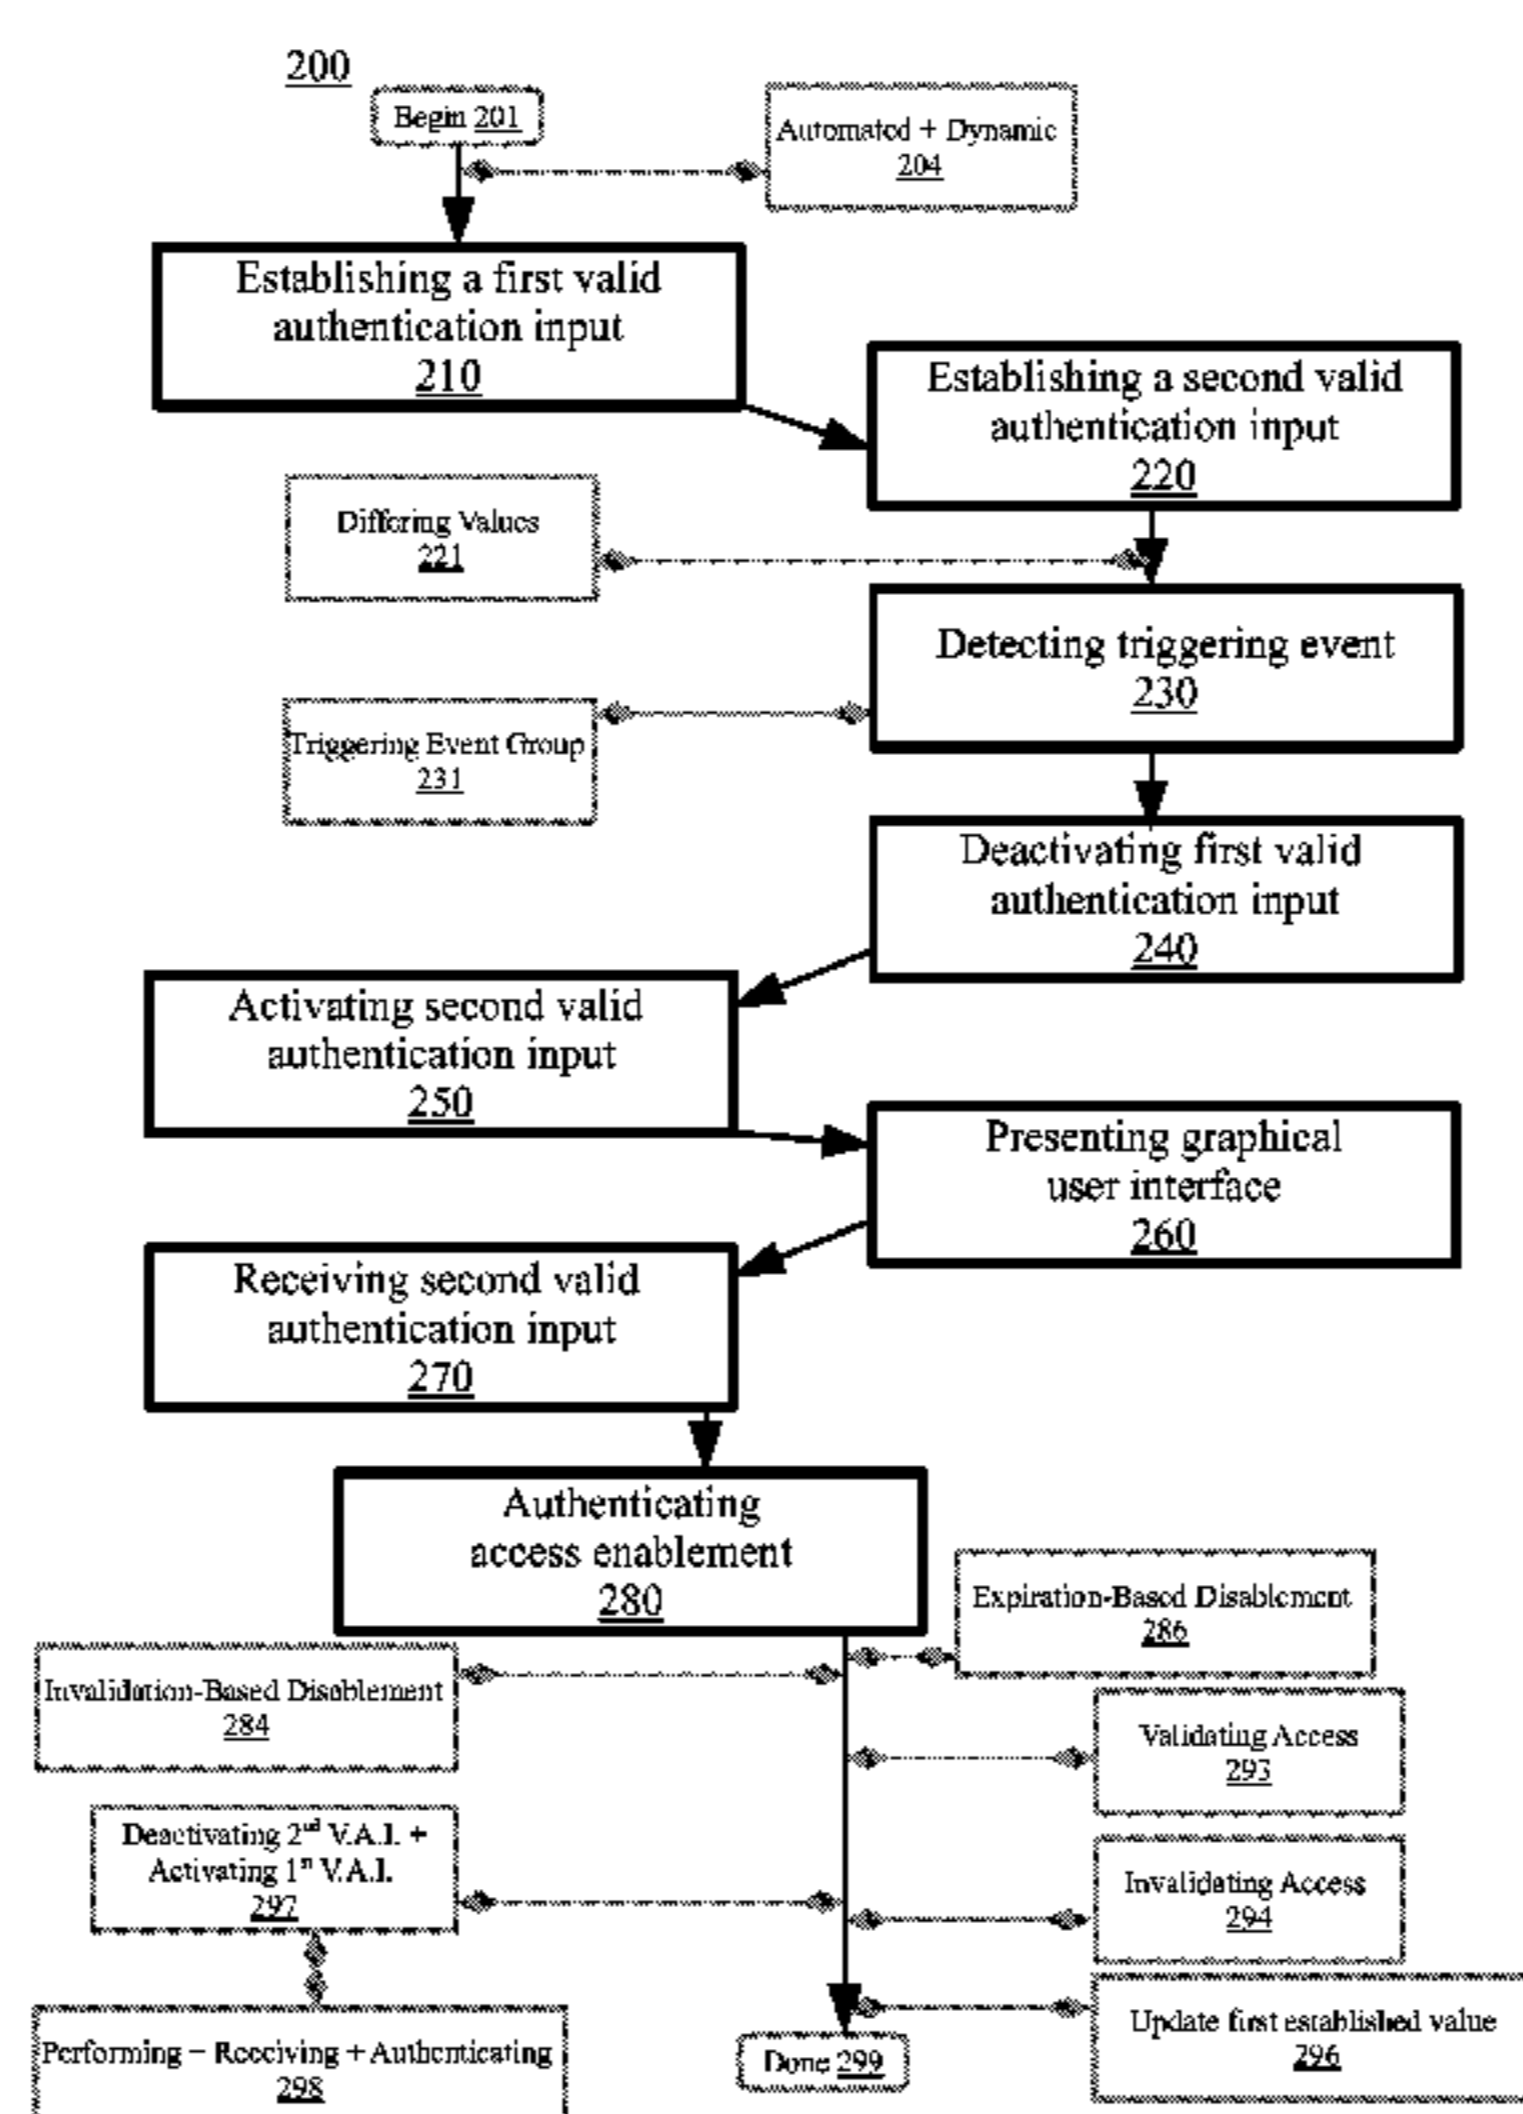 200
Begin 201
Automated + Dynamic
204
Establishing a first valid
authentication input
210
Establishing a second valid
authentication input
220
Differing Values
221
Detecting triggering event
230
Triggering Event Group
231
Deactivating first valid
authentication input
240
Activating second valid
authentication input
250
Presenting graphical
user interface
260
Receiving second valid
authentication input
270
Authenticating
access enablement
280
Expiration-Based Disablement
286
Invalidation-Based Disablement
284
Validating Access
293
Deactivating 2nd V.A.I. +
Activating 1st V.A.I.
297
Invalidating Access
294
Update first established value
296
Performing – Receiving + Authenticating
298
Done 299